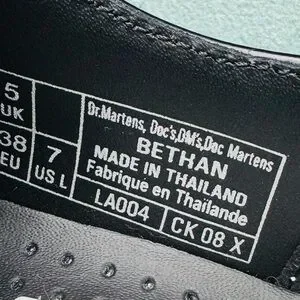 5
UK
38
EU
7
US L
Dr.Martens, Doc's,DM's,Doc Martens
BETHAN
MADE IN THAILAND
Fabriqué en Thaïlande
LA004
CK 08 X